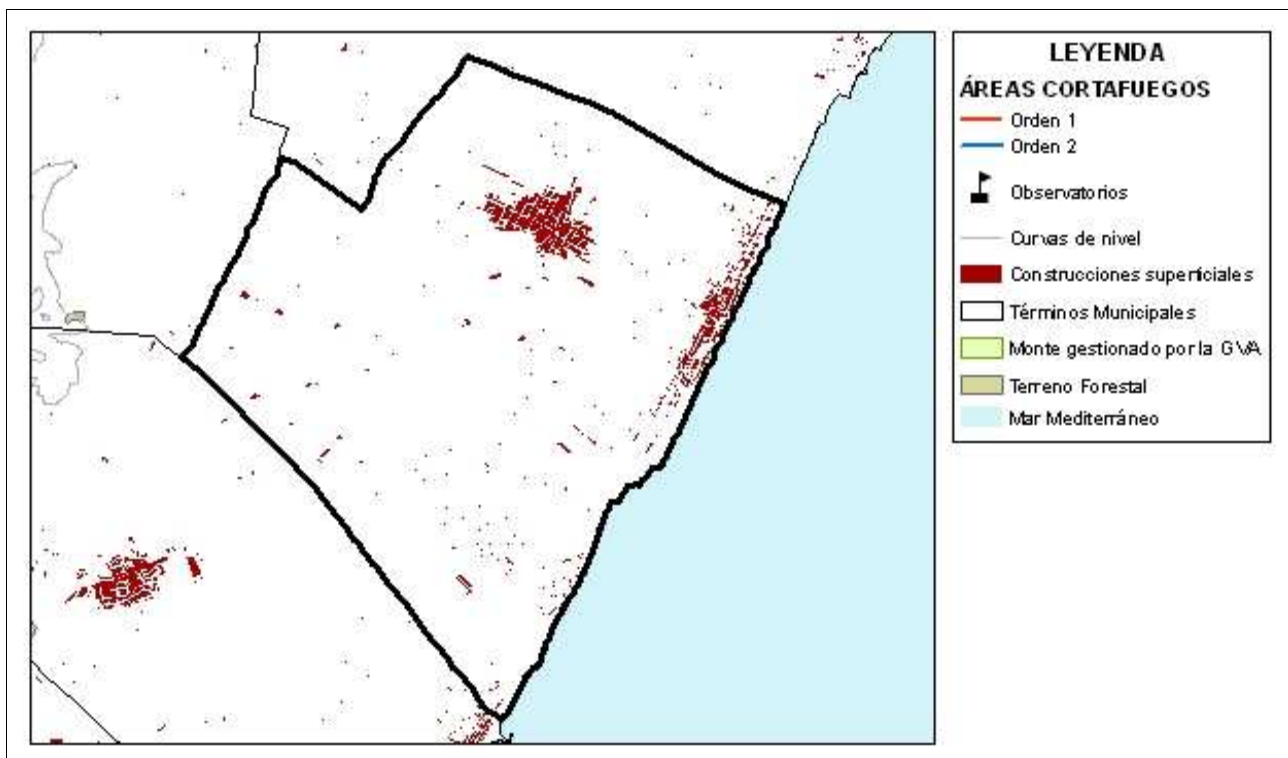 LEYENDA
ÁREAS CORTAFUEGOS
Orden 1
Orden 2
Observatorios
Curvas de nivel
Construcciones superficiales
Términos Municipales
Monte gestionado por la GVA
Terreno Forestal
Mar Mediterráneo